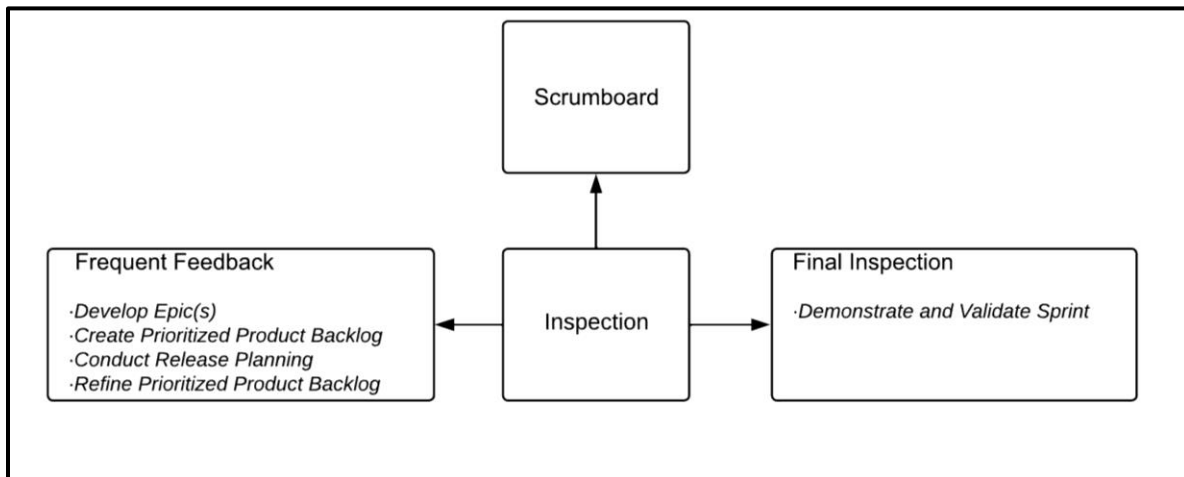 Scrumboard
Frequent Feedback
·Develop Epic(s)
·Create Prioritized Product Backlog
·Conduct Release Planning
·Refine Prioritized Product Backlog
Inspection
Final Inspection
·Demonstrate and Validate Sprint